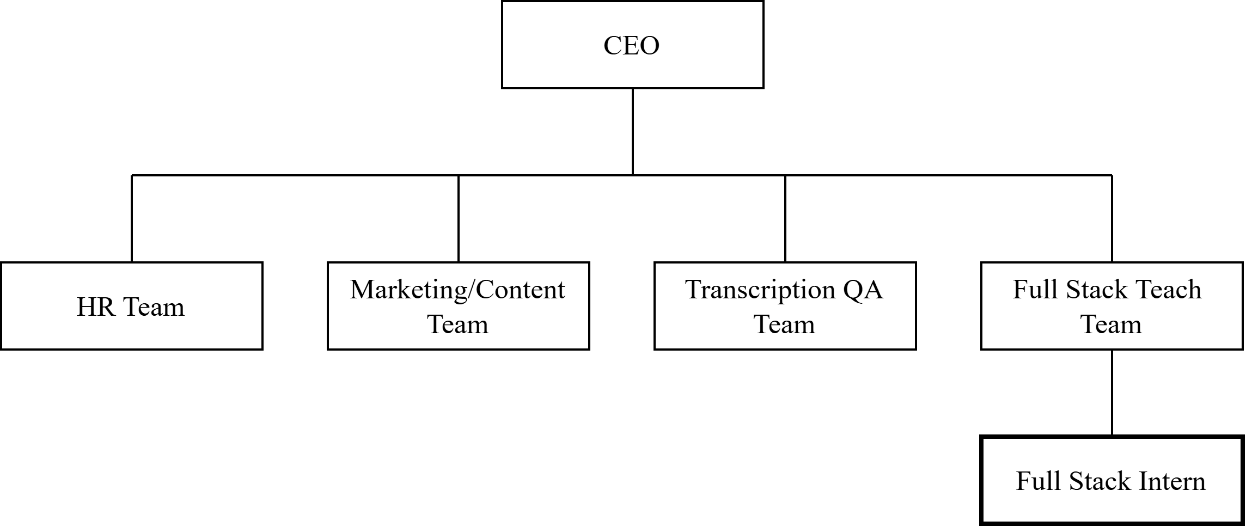 CEO
HR Team
Marketing/Content
Team
Transcription QA
Team
Full Stack Teach
Team
Full Stack Intern